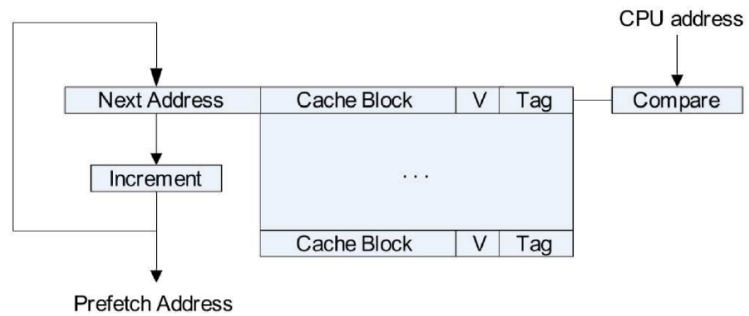 CPU address
Next Address Cache Block V Tag Compare
Increment ...
Cache Block V Tag
Prefetch Address